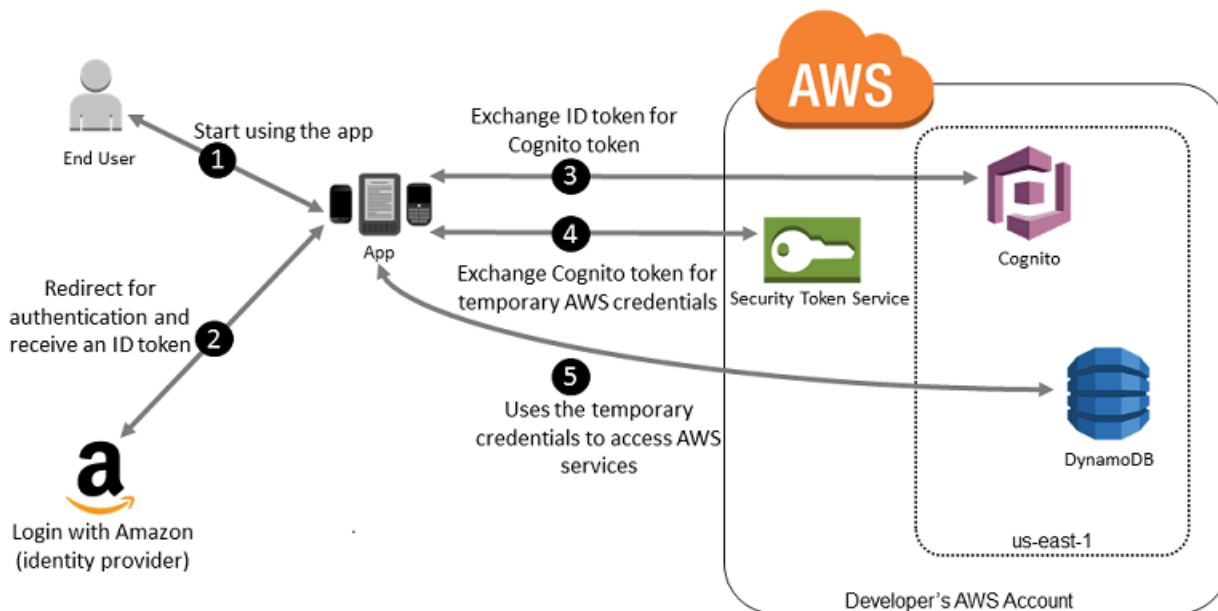 AWS
End User
Start using the app
1
Exchange ID token for
Cognito token
3
App
4
Exchange Cognito token for
temporary AWS credentials
Security Token Service
Cognito
Redirect for
authentication and
receive an ID token
2
5
Uses the temporary
credentials to access AWS
services
DynamoDB
a
Login with Amazon
(identity provider)
us-east-1
Developer's AWS Account